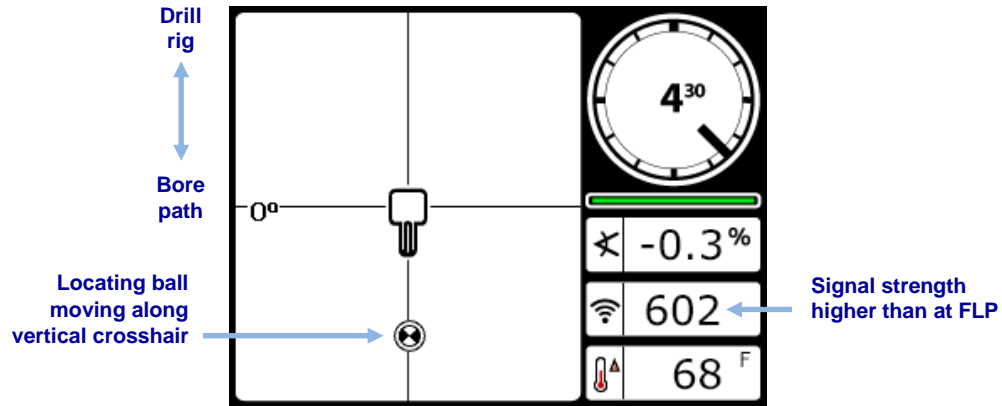 Drill
rig
Bore
path
Locating ball
moving along
vertical crosshair
0º
4³⁰
-0.3%
602
68 F
Signal strength
higher than at FLP